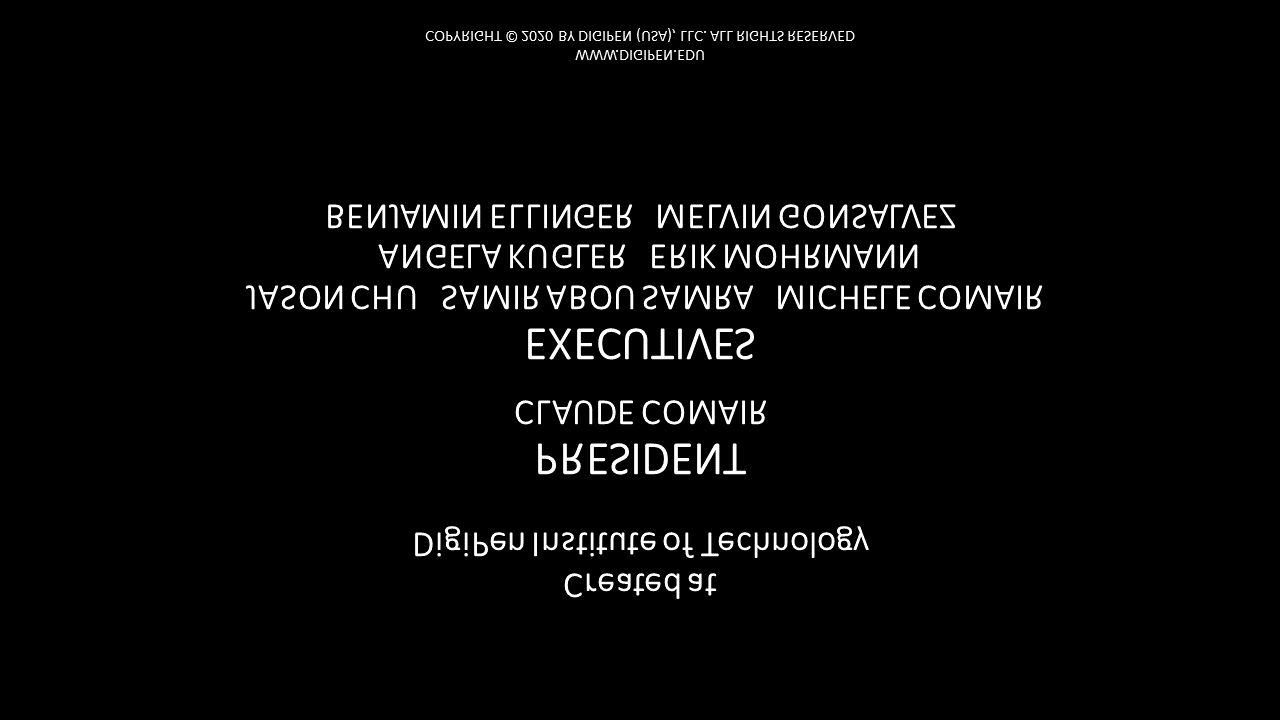 Created at
DigiPen Institute of Technology
PRESIDENT
CLAUDE COMAIR
EXECUTIVES
JASON CHU   SAMIR ABOU SAMRA   MICHELE COMAIR
ANGELA KUGLER   ERIK MOHRMANN
BENJAMIN ELLINGER   MELVIN GONSALVEZ
WWW.DIGIPEN.EDU
COPYRIGHT © 2020 BY DIGIPEN (USA), LLC. ALL RIGHTS RESERVED